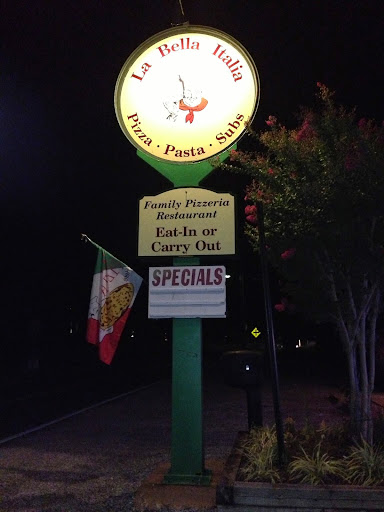 La Bella Italia
Pizza · Pasta · Subs
Family Pizzeria
Restaurant
Eat-In or
Carry Out
SPECIALS